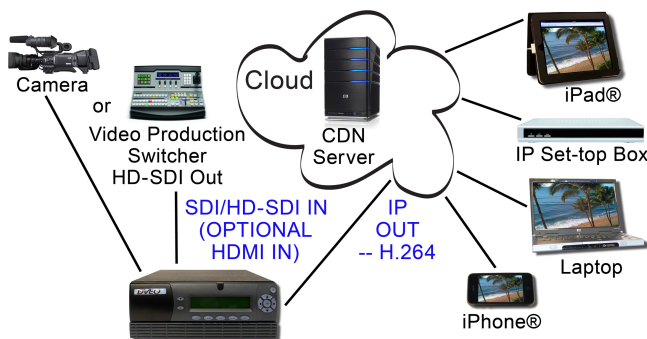 Camera
or
Video Production
Switcher
HD-SDI Out
Cloud
CDN
Server
iPad®
IP Set-top Box
Laptop
iPhone®
SDI/HD-SDI IN
(OPTIONAL
HDMI IN)
IP
OUT
-- H.264